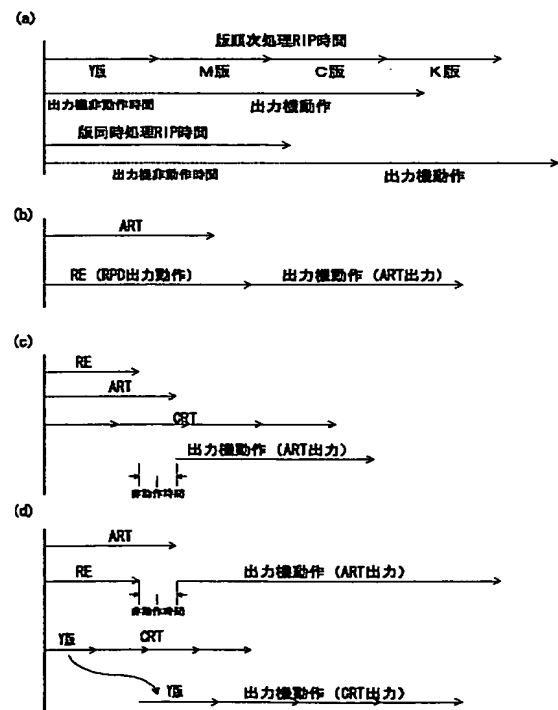 (a)
版順次処理RIP時間
Y版 M版 C版 K版
出力機非動作時間 出力機動作
版同時処理RIP時間
出力機非動作時間 出力機動作
(b)
ART
RE (RPD出力動作) 出力機動作 (ART出力)
(c)
RE
ART
CRT
出力機動作 (ART出力)
非動作時間
(d)
ART
RE 出力機動作 (ART出力)
非動作時間
Y版 CRT
Y版 出力機動作 (CRT出力)